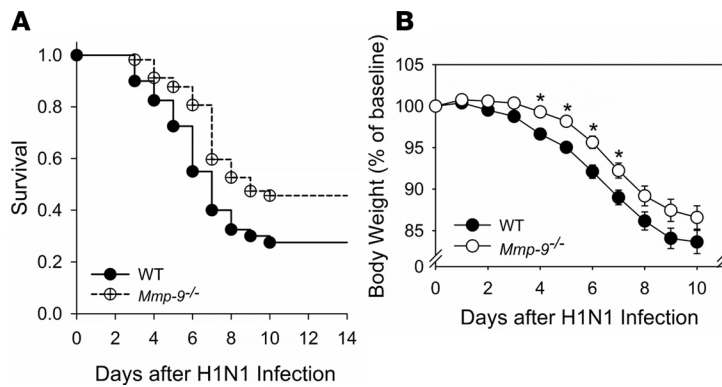 A
Survival
1.0
0.8
0.6
0.4
0.2
0.0
WT
Mmp-9-/-
0 2 4 6 8 10 12 14
Days after H1N1 Infection
B
Body Weight (% of baseline)
105
100
95
90
85
0
* * * *
WT
Mmp-9-/-
0 2 4 6 8 10
Days after H1N1 Infection